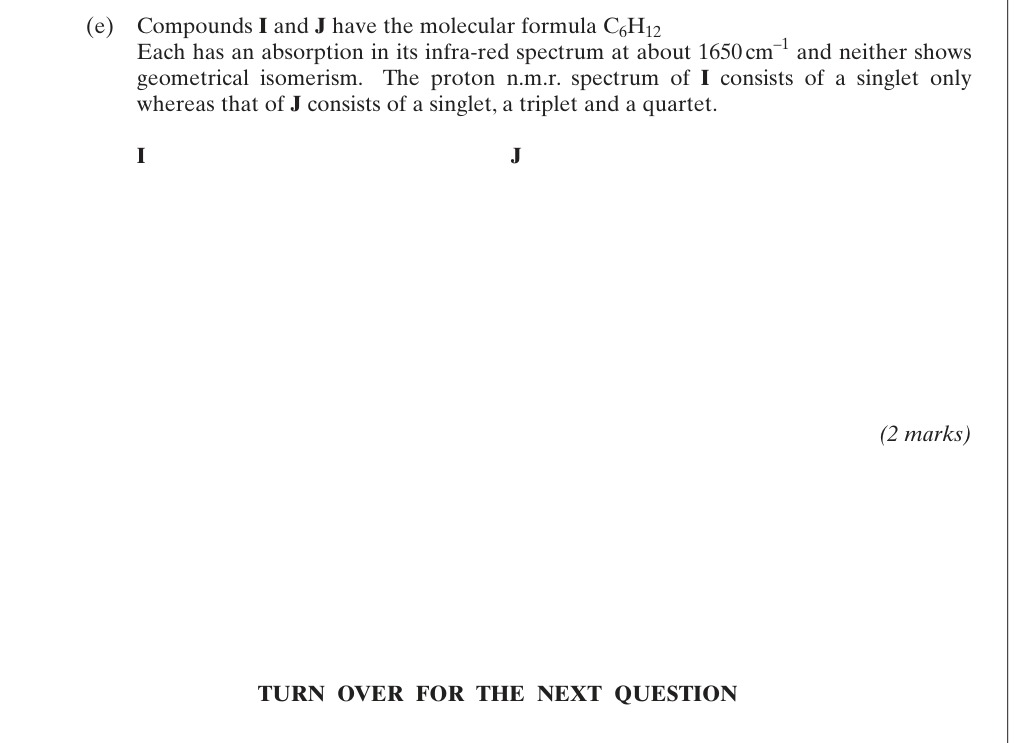 (e) Compounds I and J have the molecular formula C₆H₁₂
Each has an absorption in its infra-red spectrum at about 1650 cm⁻¹ and neither shows
geometrical isomerism. The proton n.m.r. spectrum of I consists of a singlet only
whereas that of J consists of a singlet, a triplet and a quartet.
I J
(2 marks)
TURN OVER FOR THE NEXT QUESTION